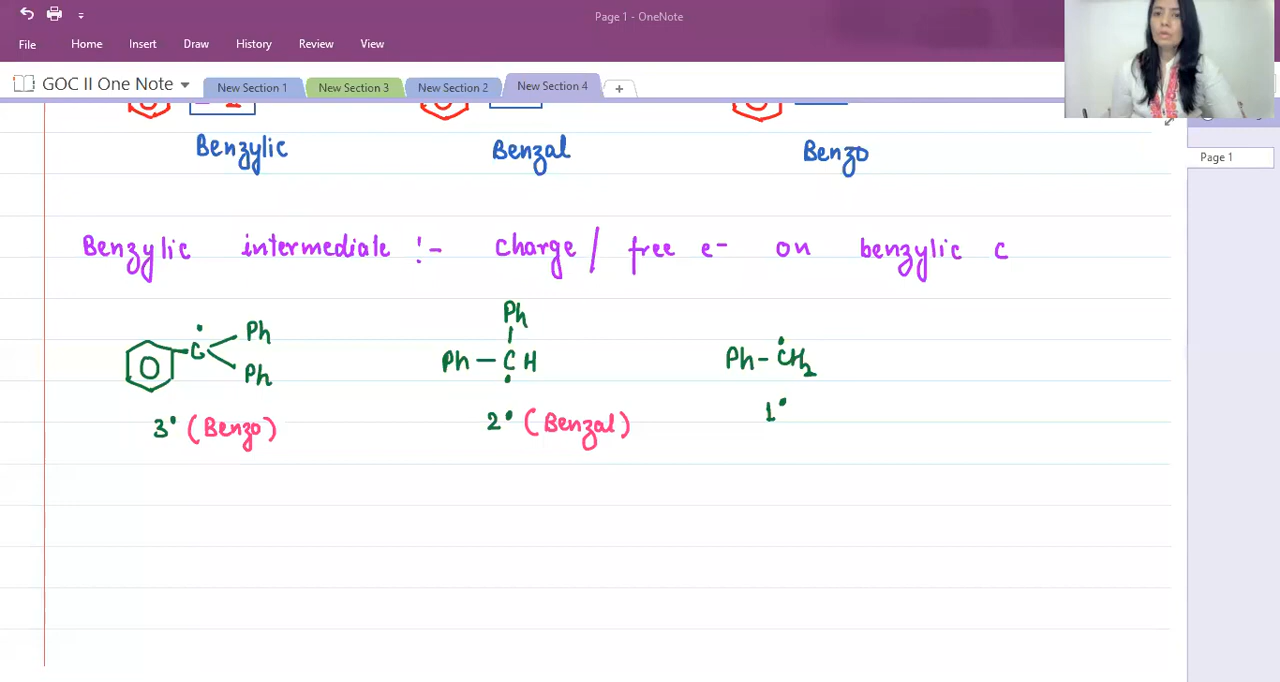 Page 1 - OneNote
File Home Insert Draw History Review View
GOC II One Note New Section 1 New Section 3 New Section 2 New Section 4 +
Page 1
Benzylic Benzal Benzo
Benzylic intermediate :- charge / free e- on benzylic c
Ph
C Ph Ph - CH Ph - CH2
Ph
3° (Benzo) 2° (Benzal) 1°